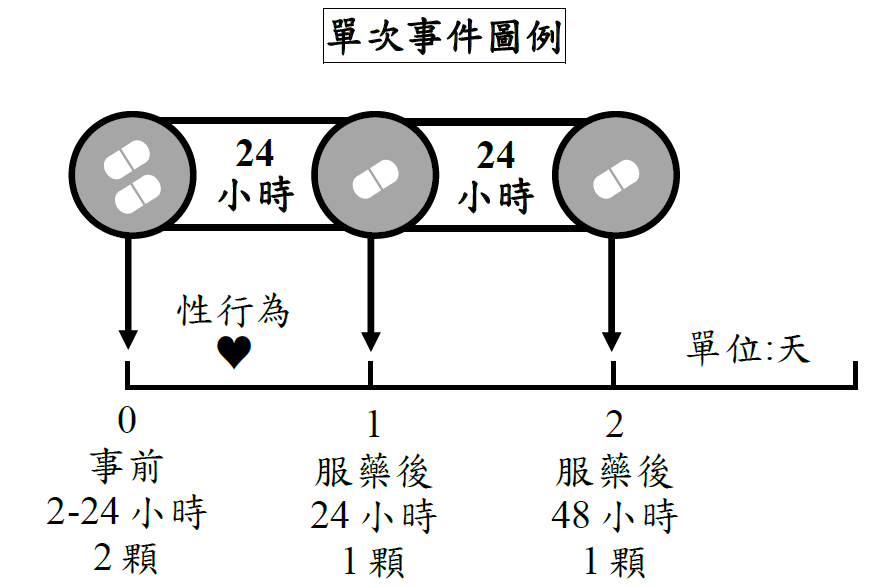 單次事件圖例
24
小時
24
小時
性行為
單位:天
0
事前
2-24 小時
2 顆
1
服藥後
24 小時
1 顆
2
服藥後
48 小時
1 顆